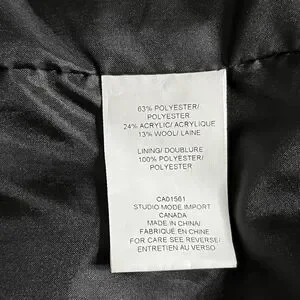 63% POLYESTER/
POLYESTER
24% ACRYLIC/ ACRYLIQUE
13% WOOL/ LAINE
LINING/ DOUBLURE
100% POLYESTER/
POLYESTER
CA01561
STUDIO MODE IMPORT
CANADA
MADE IN CHINA/
FABRIQUÉ EN CHINE
FOR CARE SEE REVERSE/
ENTRETIEN AU VERSO